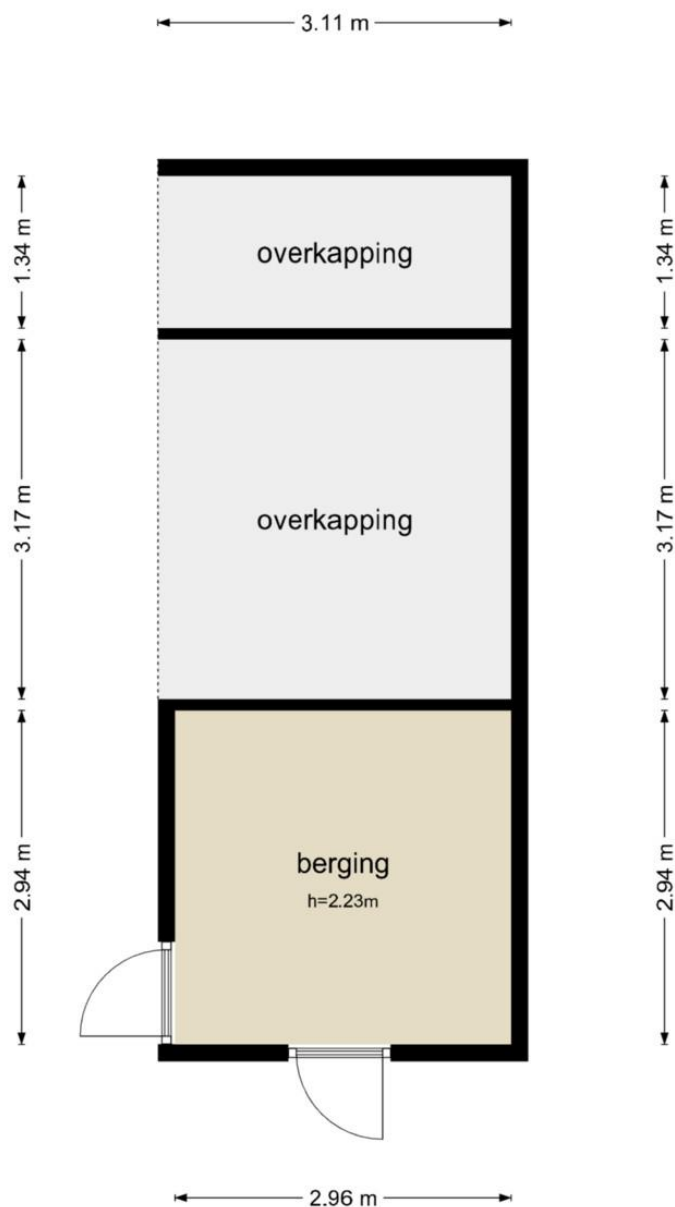 3.11 m
1.34 m
overkapping
1.34 m
3.17 m
overkapping
3.17 m
2.94 m
berging
h=2.23m
2.94 m
2.96 m